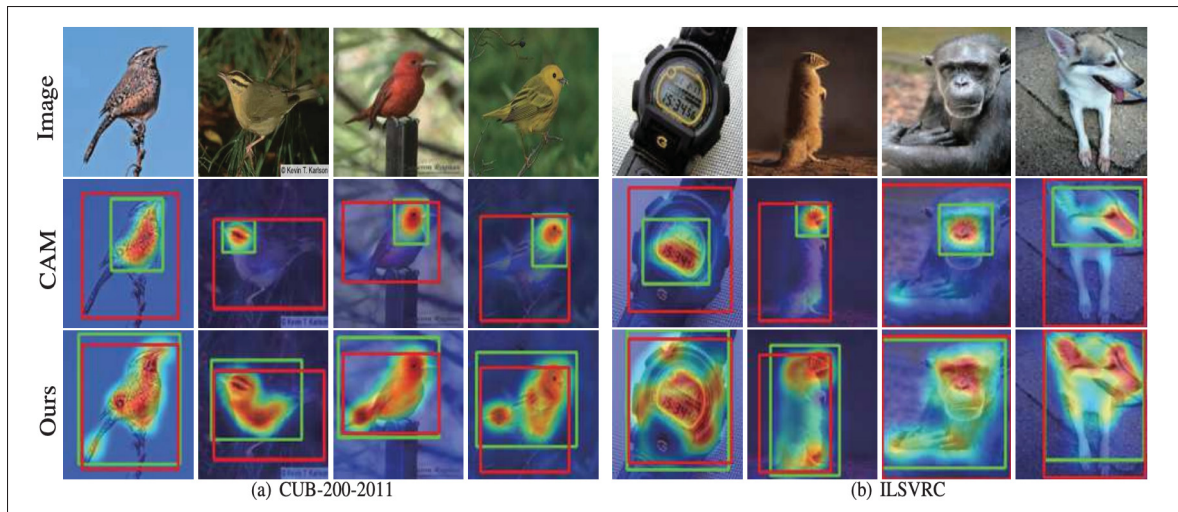 Image
© Kevin T. Karlson
CAM
Ours
(a) CUB-200-2011
(b) ILSVRC